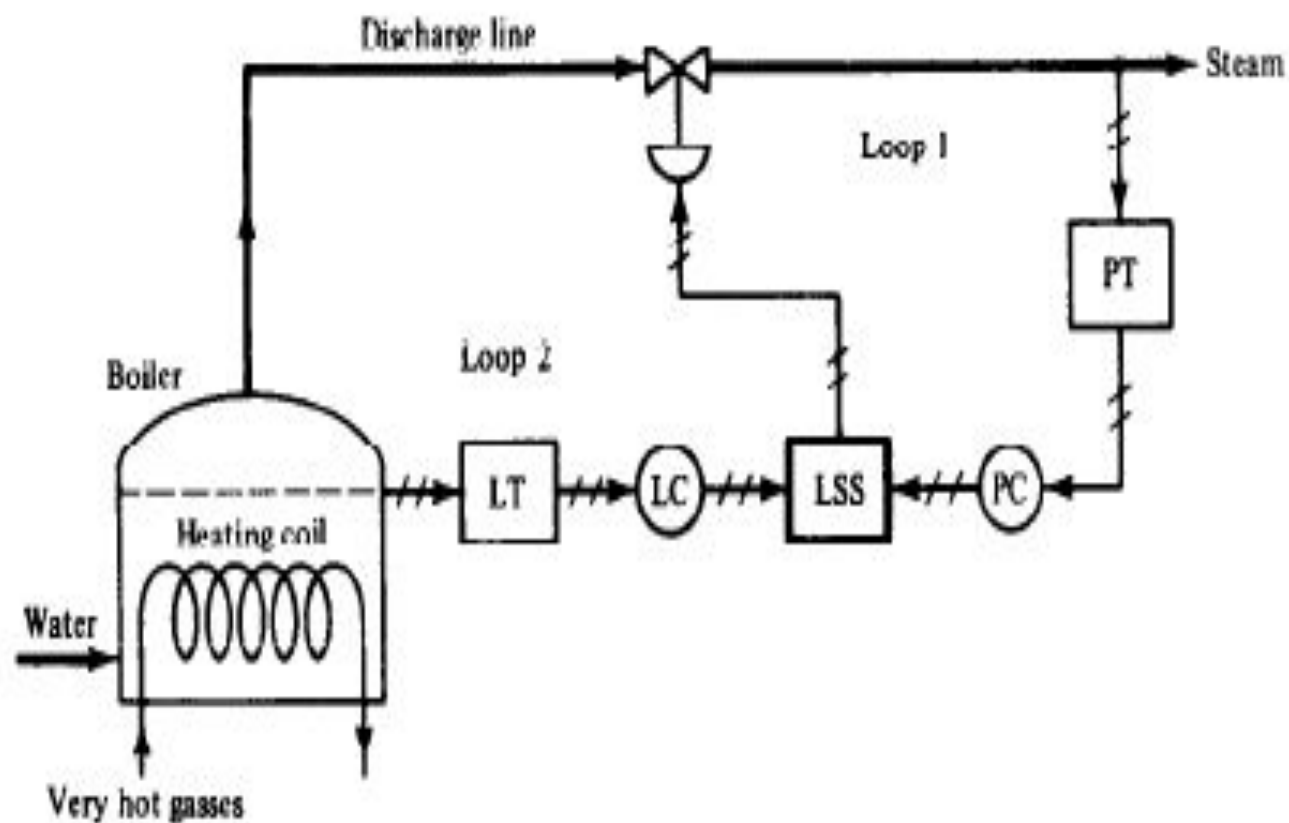 Discharge line
Steam
Loop 1
PT
Loop 2
Boiler
LT
LC
LSS
PC
Heating coil
Water
Very hot gasses